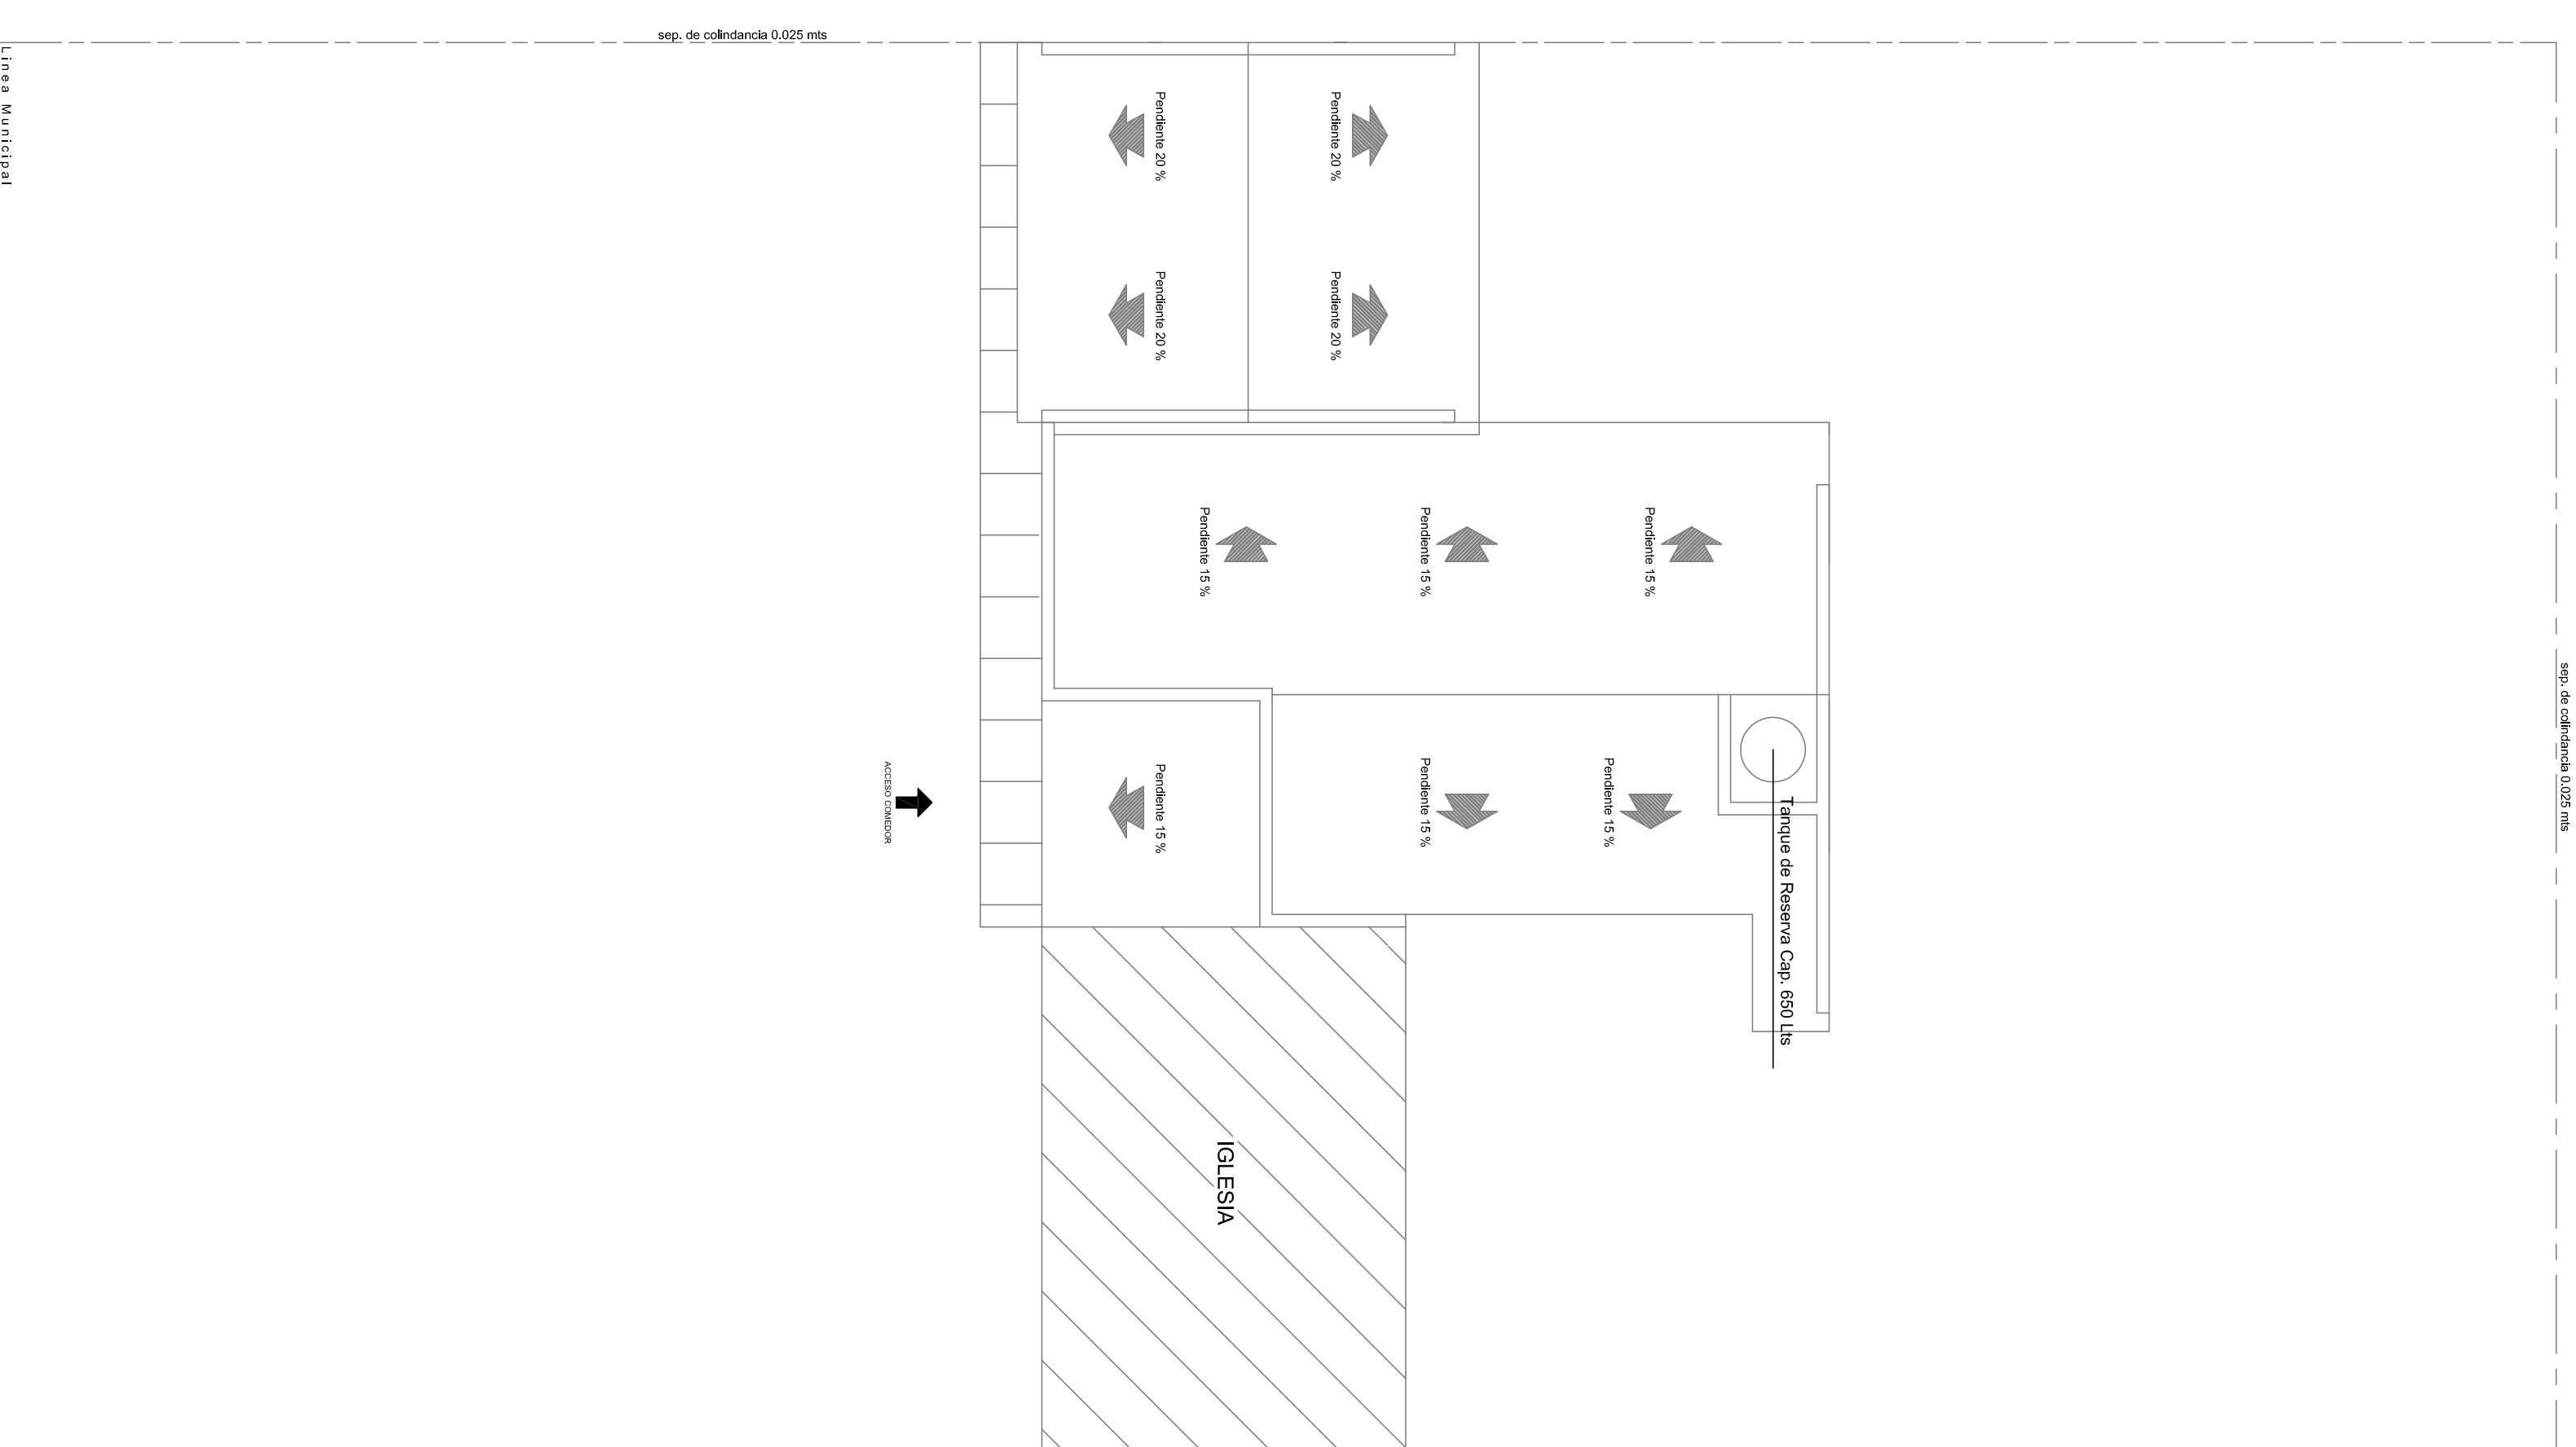 sep. de colindancia 0.025 mts
Linea Municipal
Pendiente 20 %
Pendiente 20 %
Pendiente 20 %
Pendiente 20 %
Pendiente 15 %
Pendiente 15 %
Pendiente 15 %
sep. de colindancia 0.025 mts
ACCESO COMEDOR
Pendiente 15 %
Pendiente 15 %
Pendiente 15 %
Tanque de Reserva Cap. 650 Lts
IGLESIA